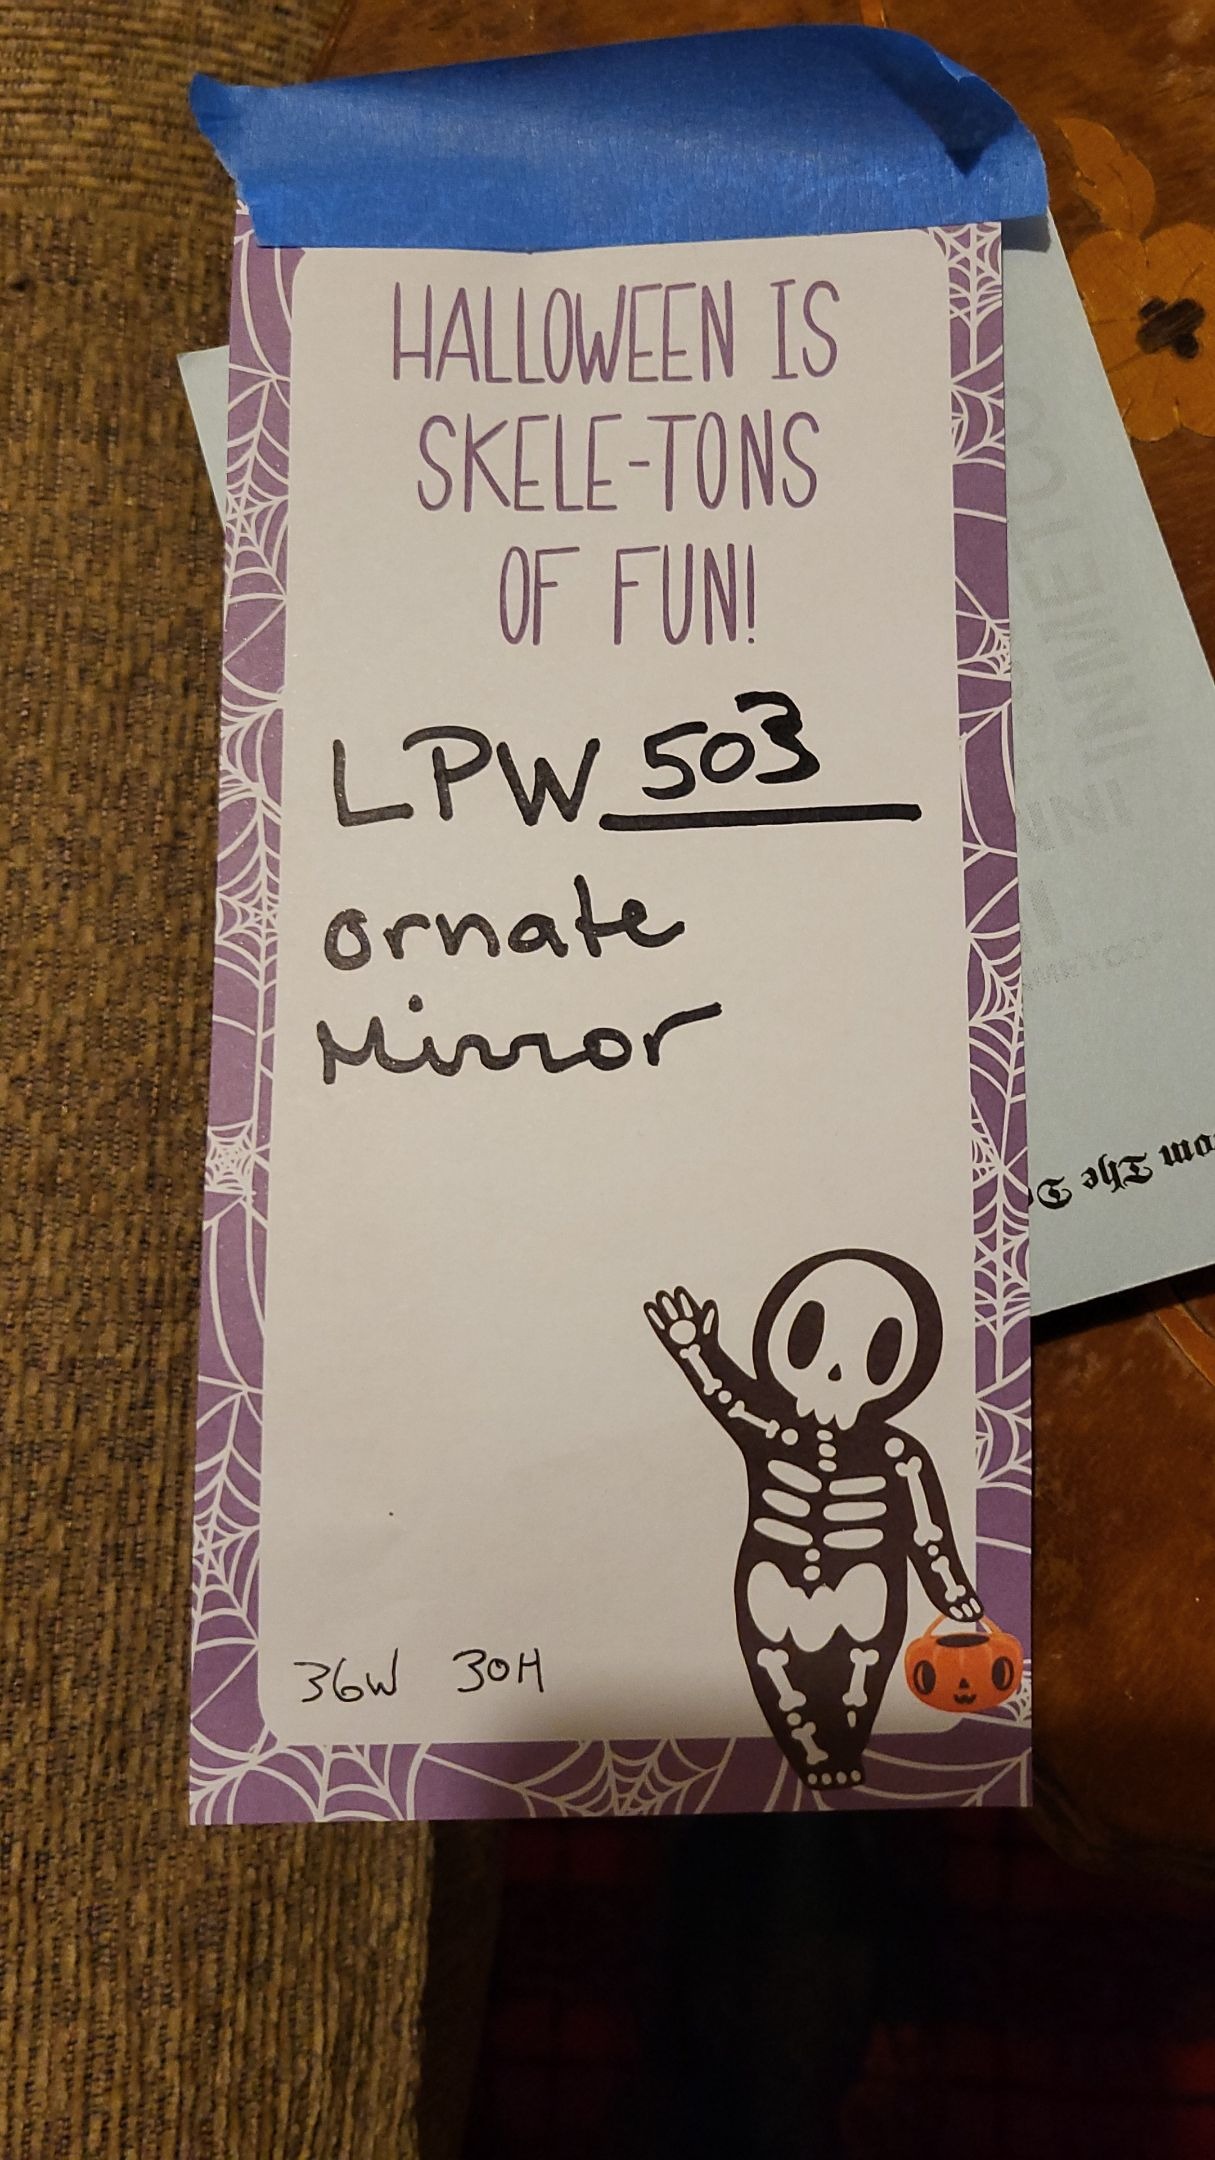 HALLOWEEN IS
SKELE-TONS
OF FUN!
LPW 503
ornate
Mirror
36W 30H